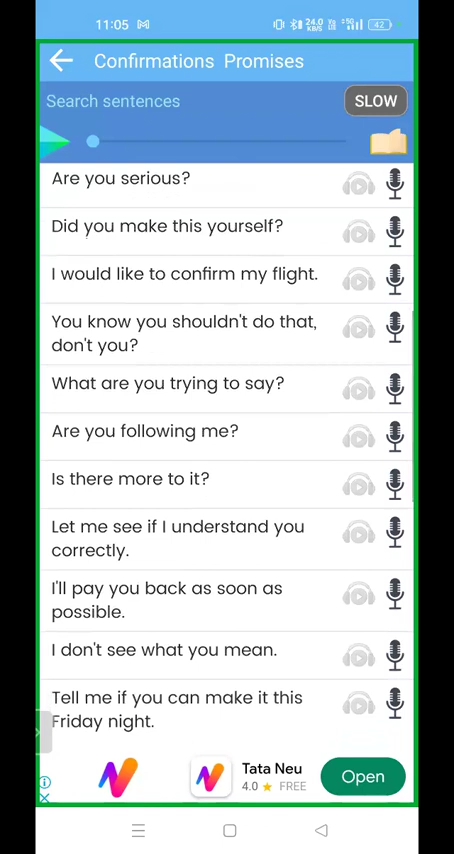 11:05
24.0
KB/S
42
Confirmations Promises
Search sentences
SLOW
Are you serious?
Did you make this yourself?
I would like to confirm my flight.
You know you shouldn't do that,
don't you?
What are you trying to say?
Are you following me?
Is there more to it?
Let me see if I understand you
correctly.
I'll pay you back as soon as
possible.
I don't see what you mean.
Tell me if you can make it this
Friday night.
Tata Neu
4.0 ★ FREE
Open